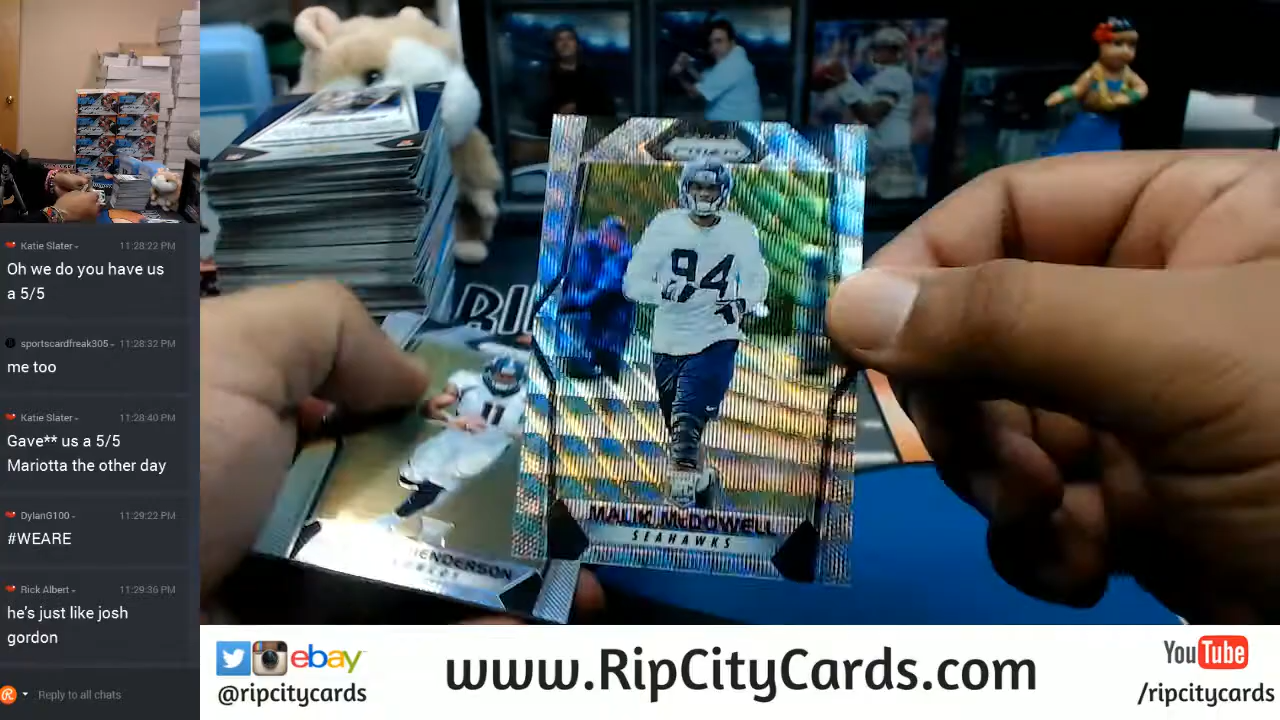 Katie Slater 11:28:22 PM
Oh we do you have us
a 5/5
sportscardfreak305 11:28:32 PM
me too
Katie Slater 11:28:40 PM
Gave** us a 5/5
Mariotta the other day
DylanG100 11:29:22 PM
#WEARE
Rick Albert 11:29:36 PM
he's just like josh
gordon
Reply to all chats
94
MALIK McDOWELL
SEAHAWKS
11
HENDERSON
ebay
@ripcitycards
www.RipCityCards.com
YouTube
/ripcitycards